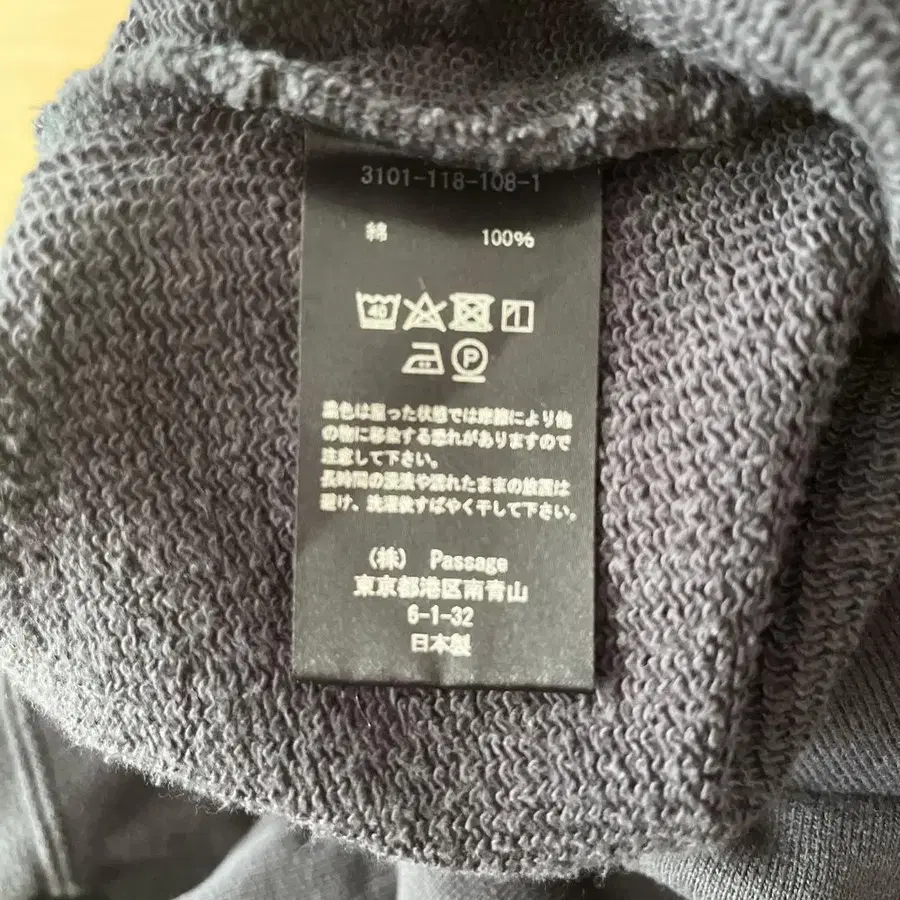 3101-118-108-1
綿 100%
40
P
濃色は湿った状態では摩擦により他
の物に移染する恐れがありますので
注意して下さい。
長時間の浸漬や濡れたままの放置は
避け、洗濯後すばやく干して下さい。
(株) Passage
東京都港区南青山
6-1-32
日本製